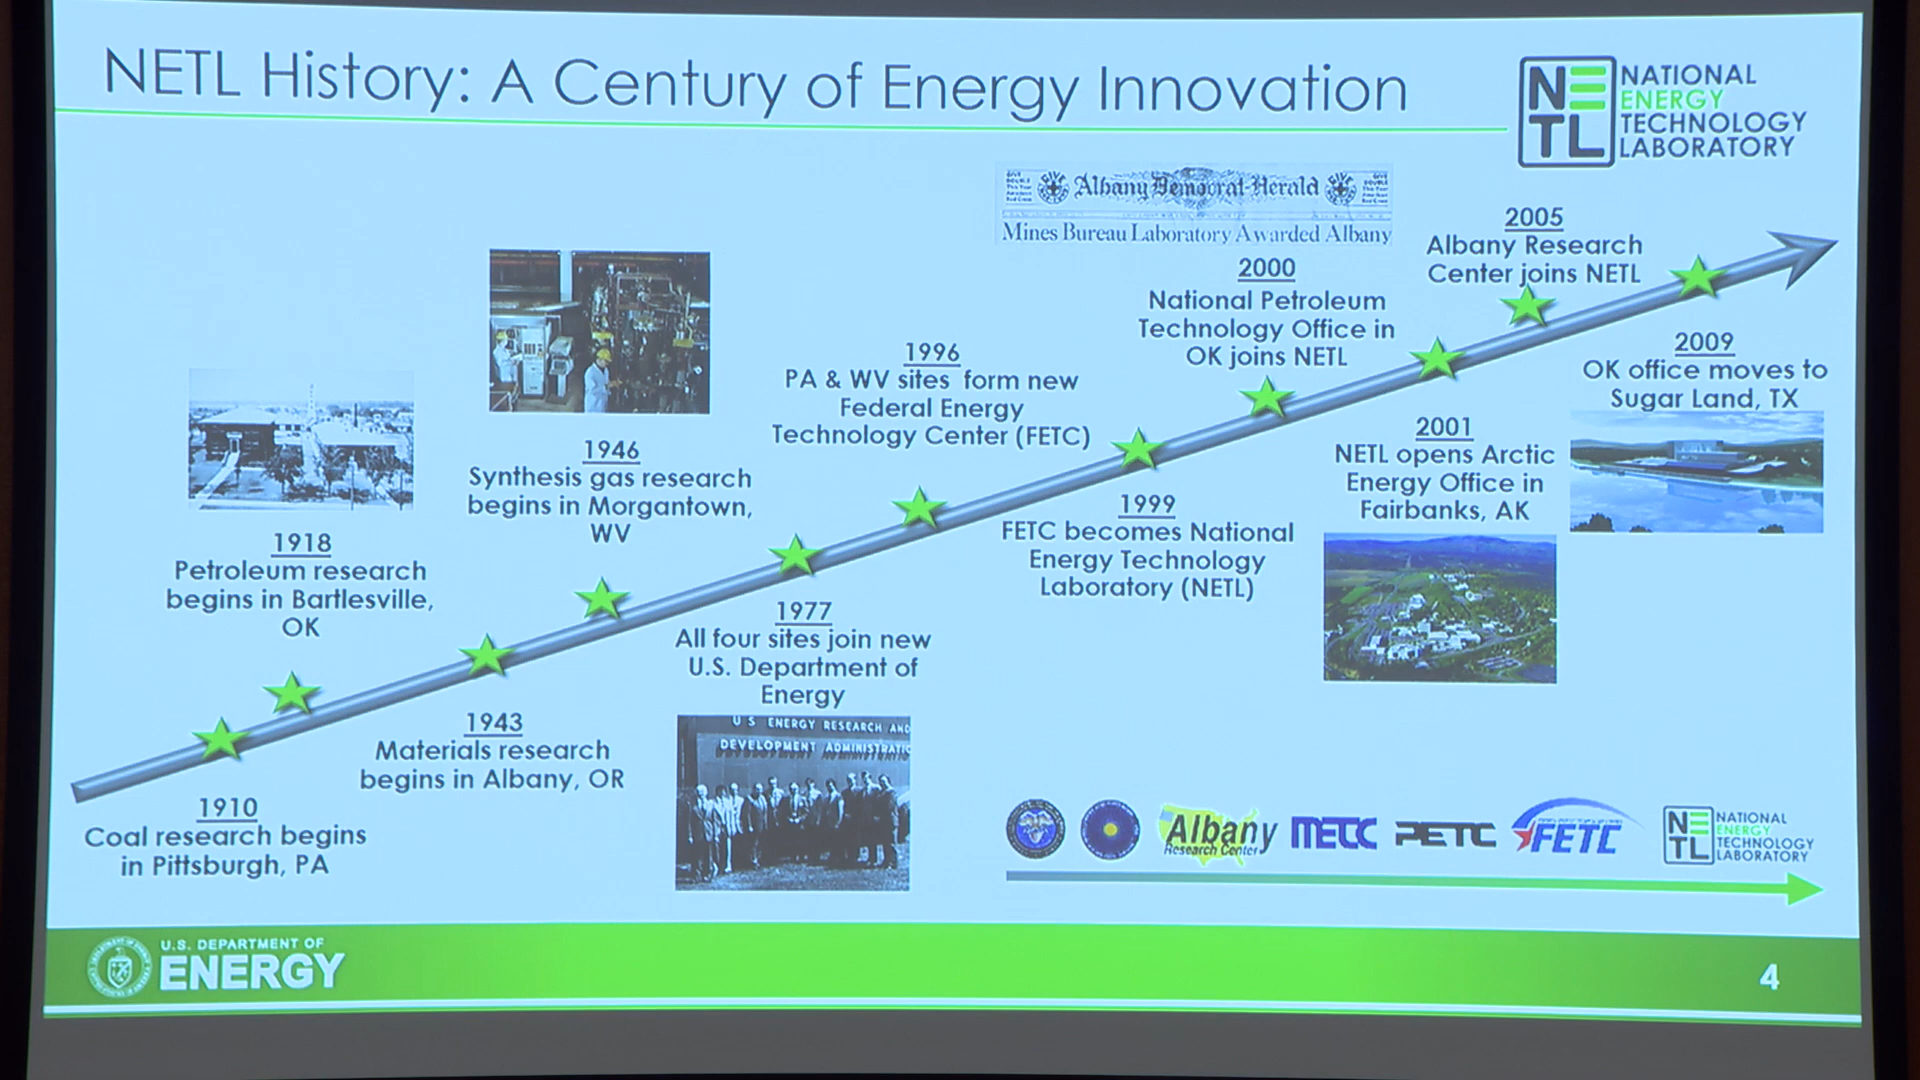 NETL History: A Century of Energy Innovation
NETL
NATIONAL
ENERGY
TECHNOLOGY
LABORATORY
Albany Democrat-Herald
Mines Bureau Laboratory Awarded Albany
1910
Coal research begins
in Pittsburgh, PA
1918
Petroleum research
begins in Bartlesville,
OK
1943
Materials research
begins in Albany, OR
1946
Synthesis gas research
begins in Morgantown,
WV
1977
All four sites join new
U.S. Department of
Energy
U S ENERGY RESEARCH AND
DEVELOPMENT ADMINISTRATIO
1996
PA & WV sites form new
Federal Energy
Technology Center (FETC)
1999
FETC becomes National
Energy Technology
Laboratory (NETL)
2000
National Petroleum
Technology Office in
OK joins NETL
2001
NETL opens Arctic
Energy Office in
Fairbanks, AK
2005
Albany Research
Center joins NETL
2009
OK office moves to
Sugar Land, TX
Albany
Research Center
METC
PETC
FETC
NETL
NATIONAL
ENERGY
TECHNOLOGY
LABORATORY
U.S. DEPARTMENT OF
ENERGY
4